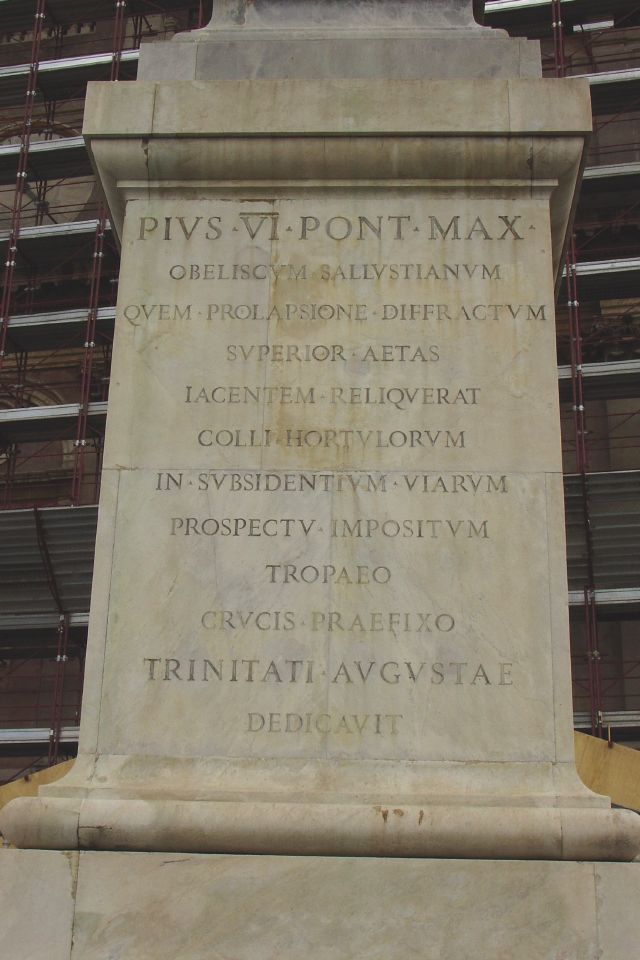 PIVS · VI · PONT · MAX ·
OBELISCVM · SALLVSTIANVM
QVEM · PROLAPSIONE · DIFFRACTVM
SVPERIOR · AETAS
IACENTEM · RELIQVERAT
COLLI · HORTVLORVM
IN · SVBSIDENTIVM · VIARVM
PROSPECTV · IMPOSITVM
TROPAEO
CRVCIS · PRAEFIXO
TRINITATI · AVGVSTAE
DEDICAVIT